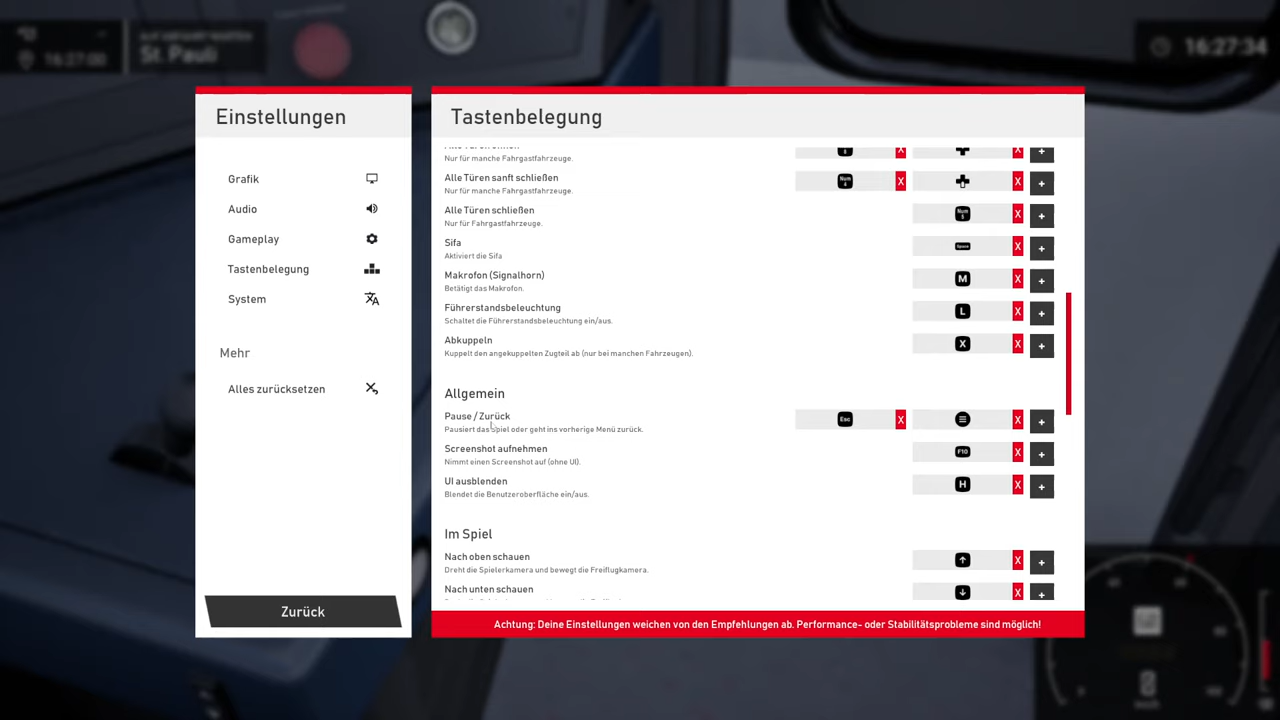 St. Pauli
16:27:00
16:27:34
Einstellungen
Grafik
Audio
Gameplay
Tastenbelegung
System
Mehr
Alles zurücksetzen
Zurück
Tastenbelegung
Nur für manche Fahrgastfahrzeuge.
X X +
Alle Türen sanft schließen
Nur für manche Fahrgastfahrzeuge.
Num X X +
Alle Türen schließen
Nur für Fahrgastfahrzeuge.
Num X +
Sifa
Aktiviert die Sifa
Space X +
Makrofon (Signalhorn)
Betätigt das Makrofon.
M X +
Führerstandsbeleuchtung
Schaltet die Führerstandsbeleuchtung ein/aus.
L X +
Abkuppeln
Kuppelt den angekuppelten Zugteil ab (nur bei manchen Fahrzeugen).
X X +
Allgemein
Pause / Zurück
Pausiert das Spiel oder geht ins vorherige Menü zurück.
Esc X X +
Screenshot aufnehmen
Nimmt einen Screenshot auf (ohne UI).
F10 X +
UI ausblenden
Blendet die Benutzeroberfläche ein/aus.
H X +
Im Spiel
Nach oben schauen
Dreht die Spielerkamera und bewegt die Freiflugkamera.
↑ X +
Nach unten schauen
↓ X +
Achtung: Deine Einstellungen weichen von den Empfehlungen ab. Performance- oder Stabilitätsprobleme sind möglich!